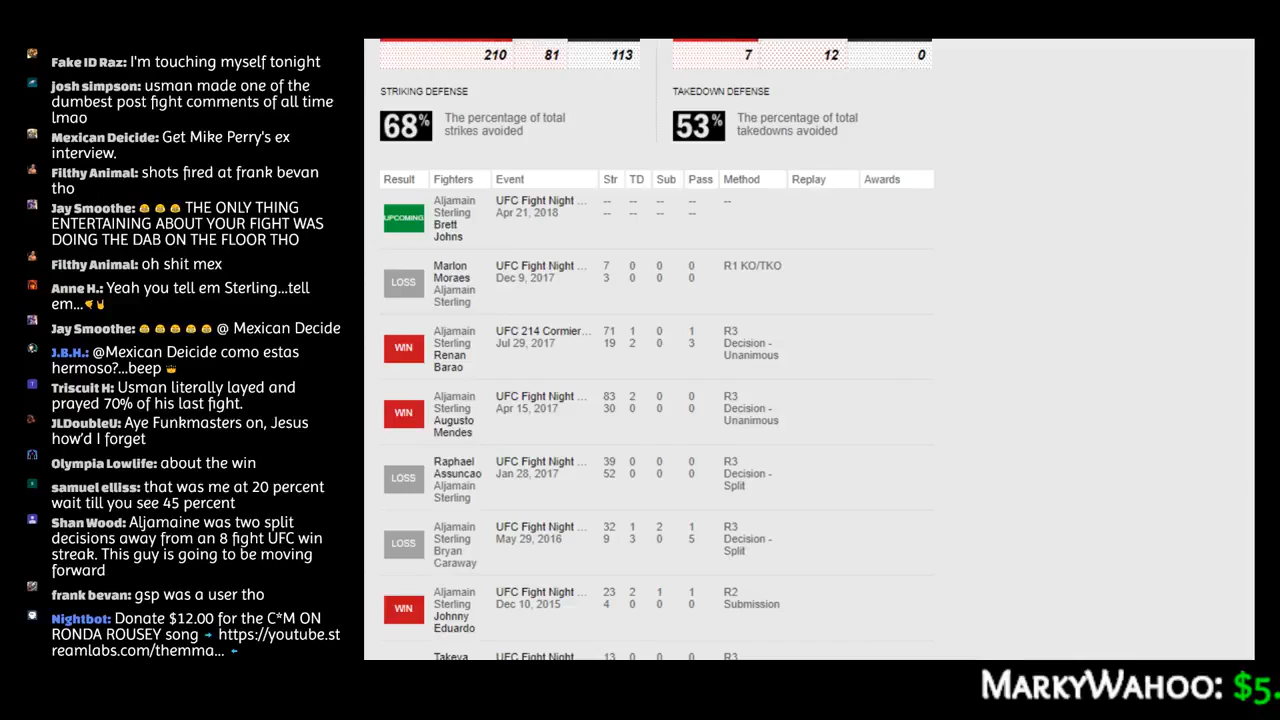 Fake ID Raz: I'm touching myself tonight
josh simpson: usman made one of the
dumbest post fight comments of all time
lmao
Mexican Deicide: Get Mike Perry's ex
interview.
Filthy Animal: shots fired at frank bevan
tho
Jay Smoothe: THE ONLY THING
ENTERTAINING ABOUT YOUR FIGHT WAS
DOING THE DAB ON THE FLOOR THO
Filthy Animal: oh shit mex
Anne H.: Yeah you tell em Sterling...tell
em...
Jay Smoothe: @ Mexican Decide
J.B.H.: @Mexican Deicide como estas
hermoso?...beep
Triscuit H: Usman literally layed and
prayed 70% of his last fight.
JLDoubleU: Aye Funkmasters on, Jesus
how'd I forget
Olympia Lowlife: about the win
samuel elliss: that was me at 20 percent
wait till you see 45 percent
Shan Wood: Aljamaine was two split
decisions away from an 8 fight UFC win
streak. This guy is going to be moving
forward
frank bevan: gsp was a user tho
Nightbot: Donate $12.00 for the C*M ON
RONDA ROUSEY song → https://youtube.st
reamlabs.com/themma... ←
210 81 113 7 12 0
STRIKING DEFENSE TAKEDOWN DEFENSE
68% The percentage of total
strikes avoided
53% The percentage of total
takedowns avoided
Result Fighters Event Str TD Sub Pass Method Replay Awards
UPCOMING
Aljamain UFC Fight Night ... -- -- -- -- --
Sterling Apr 21, 2018 -- -- -- --
Brett
Johns
LOSS
Marlon UFC Fight Night ... 7 0 0 0 R1 KO/TKO
Moraes Dec 9, 2017 3 0 0 0
Aljamain
Sterling
WIN
Aljamain UFC 214 Cormier... 71 1 0 1 R3
Sterling Jul 29, 2017 19 2 0 3 Decision -
Renan Unanimous
Barao
WIN
Aljamain UFC Fight Night ... 83 2 0 0 R3
Sterling Apr 15, 2017 30 0 0 0 Decision -
Augusto Unanimous
Mendes
LOSS
Raphael UFC Fight Night ... 39 0 0 0 R3
Assuncao Jan 28, 2017 52 0 0 0 Decision -
Aljamain Split
Sterling
LOSS
Aljamain UFC Fight Night ... 32 1 2 1 R3
Sterling May 29, 2016 9 3 0 5 Decision -
Bryan Split
Caraway
WIN
Aljamain UFC Fight Night ... 23 2 1 1 R2
Sterling Dec 10, 2015 4 0 0 0 Submission
Johnny
Eduardo
Takeya UFC Fight Night 13 0 0 0 R3
MARKYWAHOO: $5.